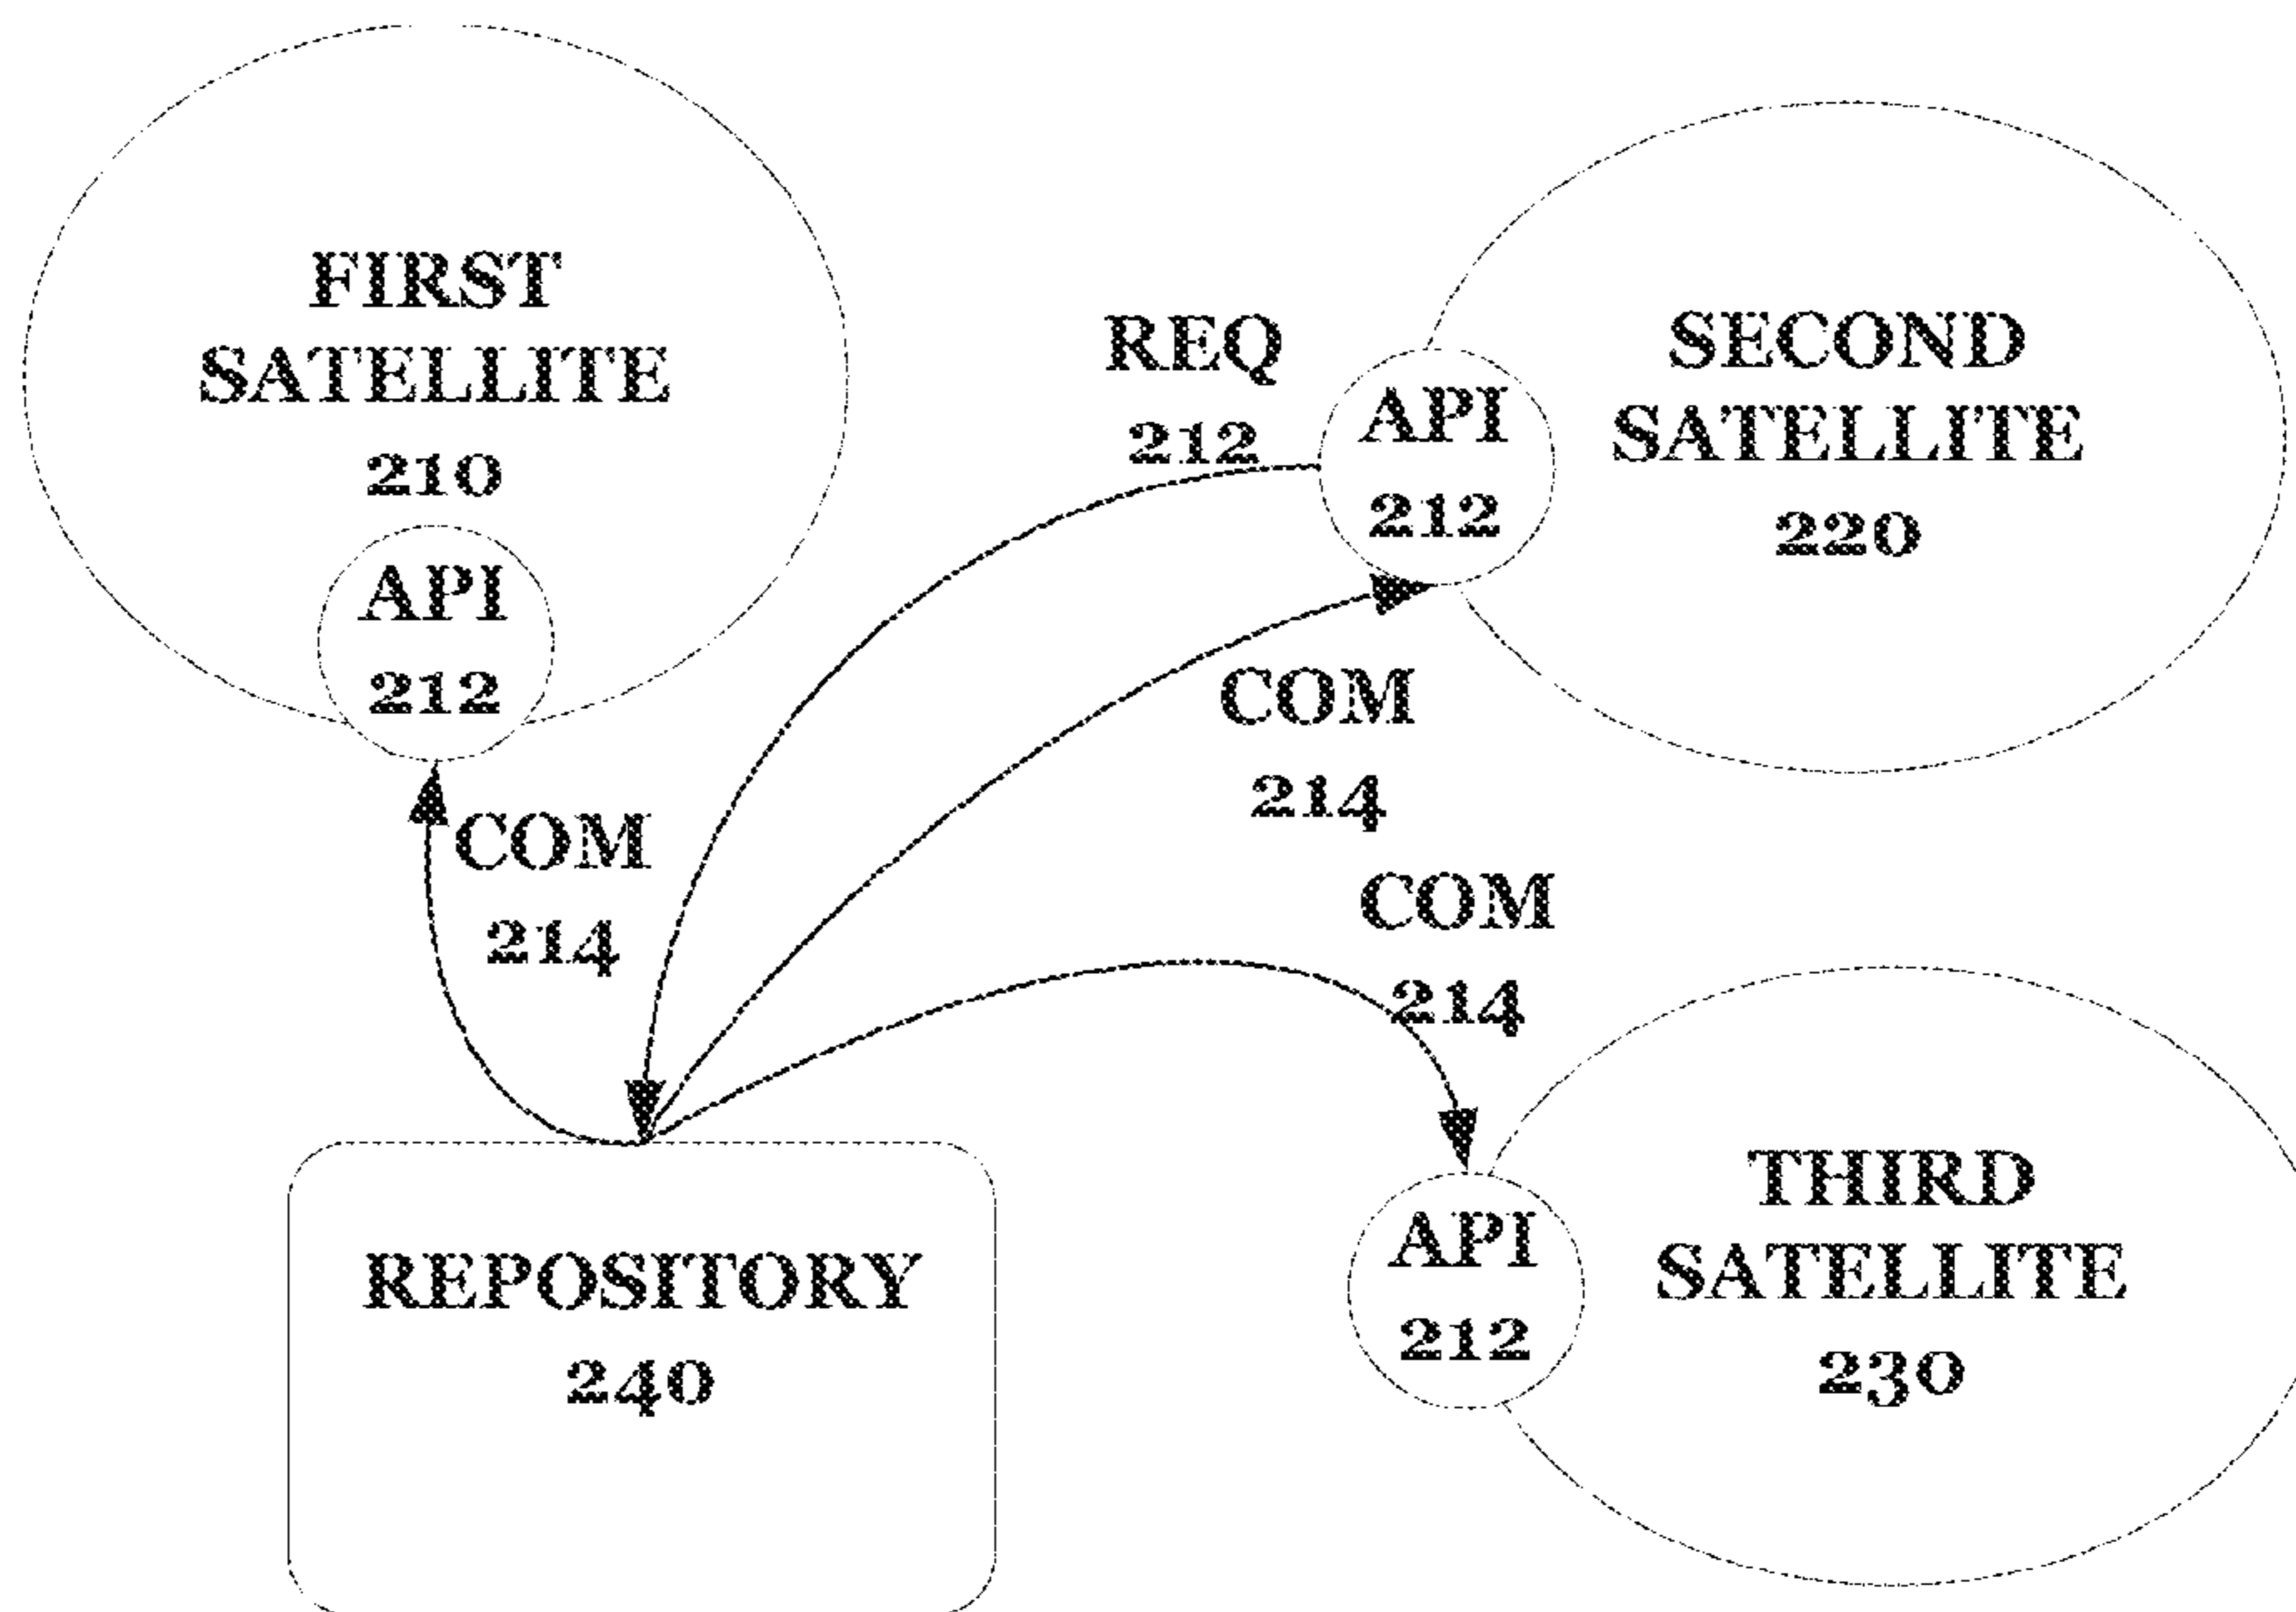 FIRST
SATELLITE
210
API
212
REQ
212
API
212
SECOND
SATELLITE
220
COM
214
COM
214
COM
214
REPOSITORY
240
API
212
THIRD
SATELLITE
230